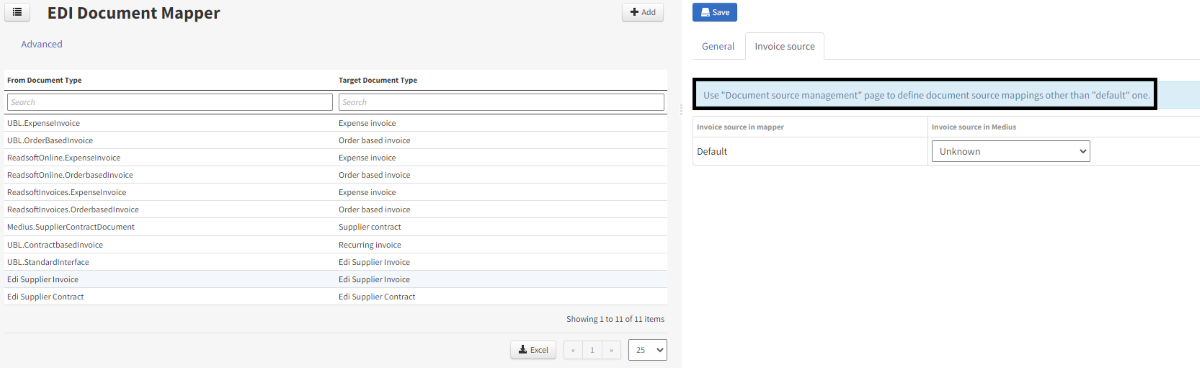 EDI Document Mapper
Add
Advanced
From Document Type Target Document Type
Search Search
UBL.ExpenseInvoice Expense invoice
UBL.OrderBasedInvoice Order based invoice
ReadsoftOnline.ExpenseInvoice Expense invoice
ReadsoftOnline.OrderbasedInvoice Order based invoice
ReadsoftInvoices.ExpenseInvoice Expense invoice
ReadsoftInvoices.OrderbasedInvoice Order based invoice
Medius.SupplierContractDocument Supplier contract
UBL.ContractbasedInvoice Recurring invoice
UBL.StandardInterface Edi Supplier Invoice
Edi Supplier Invoice Edi Supplier Invoice
Edi Supplier Contract Edi Supplier Contract
Showing 1 to 11 of 11 items
Excel « 1 » 25
Save
General Invoice source
Use "Document source management" page to define document source mappings other than "default" one.
Invoice source in mapper Invoice source in Medius
Default Unknown